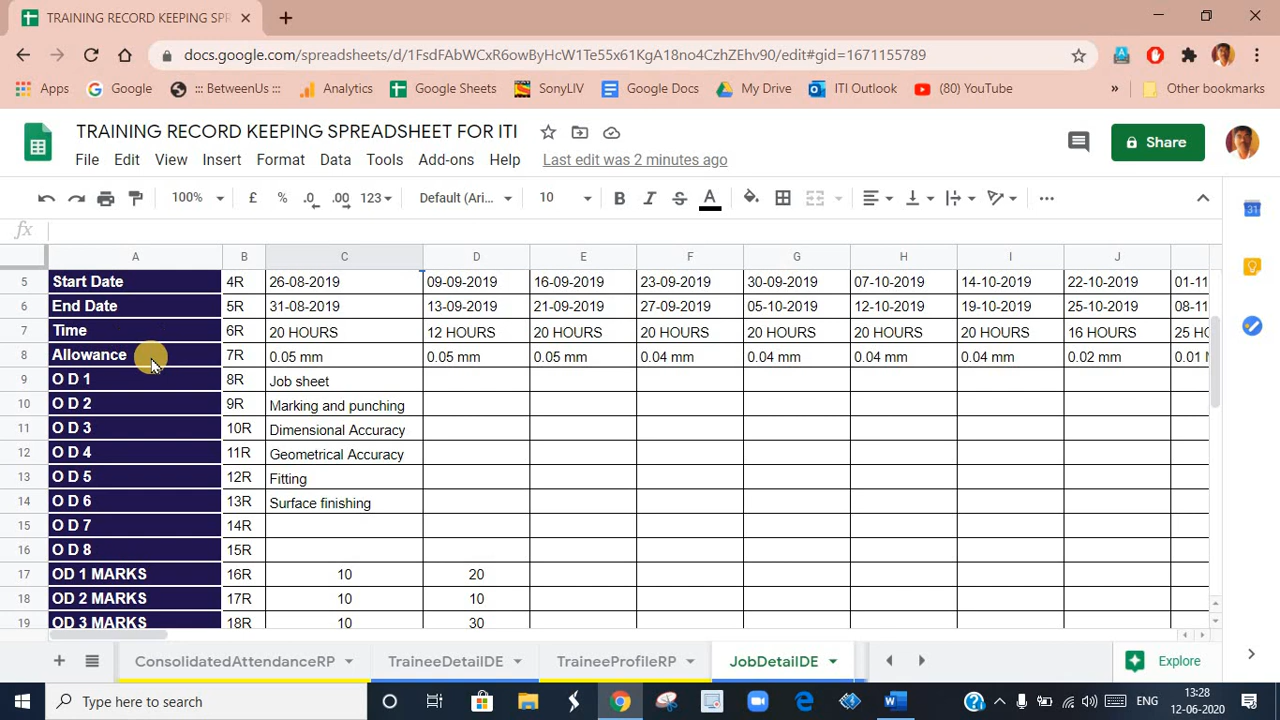 TRAINING RECORD KEEPING SPR
docs.google.com/spreadsheets/d/1FsdFAbWCxR6owByHcW1Te55x61KgA18no4CzhZEhv90/edit#gid=1671155789
Apps Google ::: BetweenUs : Analytics Google Sheets SonyLIV Google Docs My Drive ITI Outlook (80) YouTube » Other bookmarks
TRAINING RECORD KEEPING SPREADSHEET FOR ITI
Share
File Edit View Insert Format Data Tools Add-ons Help Last edit was 2 minutes ago
100% £ % .0 .00 123 Default (Ari... 10 B I S A
31
fx
A B C D E F G H I J
5 Start Date 4R 26-08-2019 09-09-2019 16-09-2019 23-09-2019 30-09-2019 07-10-2019 14-10-2019 22-10-2019 01-11
6 End Date 5R 31-08-2019 13-09-2019 21-09-2019 27-09-2019 05-10-2019 12-10-2019 19-10-2019 25-10-2019 08-11
7 Time 6R 20 HOURS 12 HOURS 20 HOURS 20 HOURS 20 HOURS 20 HOURS 20 HOURS 16 HOURS 25 HO
8 Allowance 7R 0.05 mm 0.05 mm 0.05 mm 0.04 mm 0.04 mm 0.04 mm 0.04 mm 0.02 mm 0.01
9 O D 1 8R Job sheet
10 O D 2 9R Marking and punching
11 O D 3 10R Dimensional Accuracy
12 O D 4 11R Geometrical Accuracy
13 O D 5 12R Fitting
14 O D 6 13R Surface finishing
15 O D 7 14R
16 O D 8 15R
17 OD 1 MARKS 16R 10 20
18 OD 2 MARKS 17R 10 10
19 OD 3 MARKS 18R 10 30
ConsolidatedAttendanceRP TraineeDetailDE TraineeProfileRP JobDetailDE Explore
Type here to search
ENG
13:28
12-06-2020